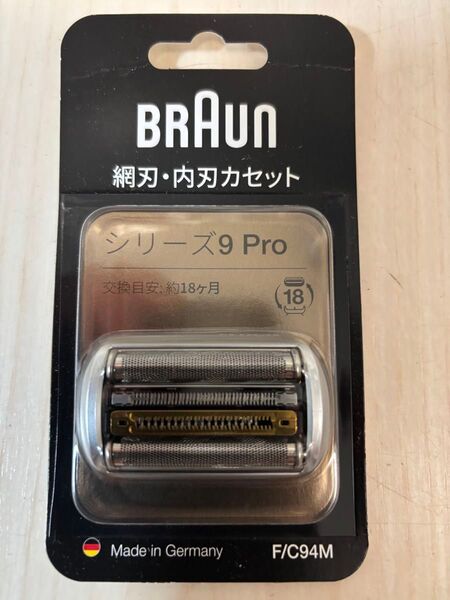 BRAUN
網刃・内刃カセット
シリーズ9 Pro
交換目安: 約18ヶ月
18
Made in Germany
F/C94M